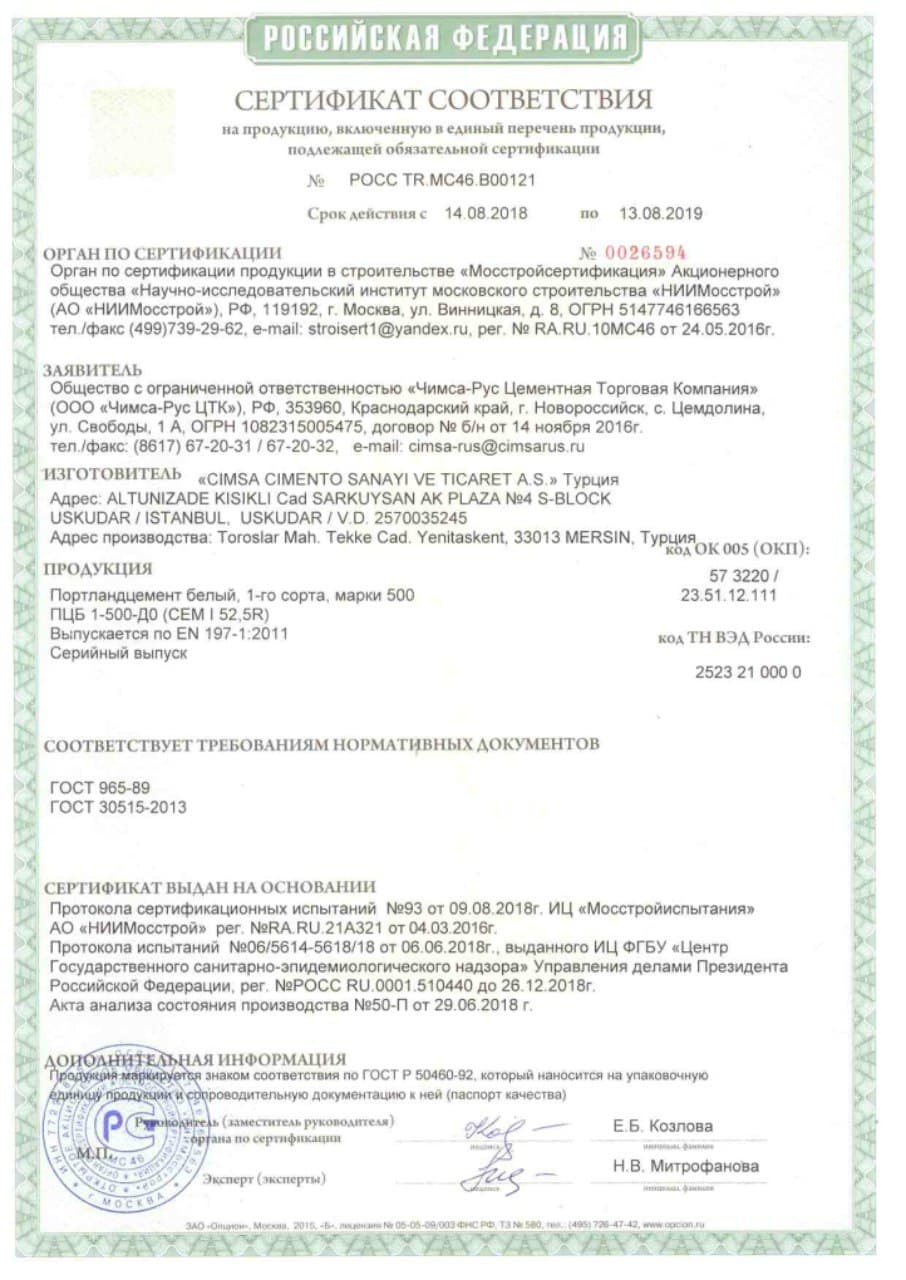 РОССИЙСКАЯ ФЕДЕРАЦИЯ
СЕРТИФИКАТ СООТВЕТСТВИЯ
на продукцию, включенную в единый перечень продукции,
подлежащей обязательной сертификации
№ РОСС TR.МС46.В00121
Срок действия с 14.08.2018 по 13.08.2019
ОРГАН ПО СЕРТИФИКАЦИИ № 0026594
Орган по сертификации продукции в строительстве «Мосстройсертификация» Акционерного
общества «Научно-исследовательский институт московского строительства «НИИМосстрой»
(АО «НИИМосстрой»), РФ, 119192, г. Москва, ул. Винницкая, д. 8, ОГРН 5147746166563
тел./факс (499)739-29-62, e-mail: stroisert1@yandex.ru, рег. № RA.RU.10МС46 от 24.05.2016г.
ЗАЯВИТЕЛЬ
Общество с ограниченной ответственностью «Чимса-Рус Цементная Торговая Компания»
(ООО «Чимса-Рус ЦТК»), РФ, 353960, Краснодарский край, г. Новороссийск, с. Цемдолина,
ул. Свободы, 1 А, ОГРН 1082315005475, договор № б/н от 14 ноября 2016г.
тел./факс: (8617) 67-20-31 / 67-20-32, e-mail: cimsa-rus@cimsarus.ru
ИЗГОТОВИТЕЛЬ «CIMSA CIMENTO SANAYI VE TICARET A.S.» Турция
Адрес: ALTUNIZADE KISIKLI Cad SARKUYSAN AK PLAZA №4 S-BLOCK
USKUDAR / ISTANBUL, USKUDAR / V.D. 2570035245
Адрес производства: Toroslar Mah. Tekke Cad. Yenitaskent, 33013 MERSIN, Турция
код ОК 005 (ОКП):
ПРОДУКЦИЯ
57 3220 /
Портландцемент белый, 1-го сорта, марки 500 23.51.12.111
ПЦБ 1-500-Д0 (CEM I 52,5R)
Выпускается по EN 197-1:2011
код ТН ВЭД России:
Серийный выпуск
2523 21 000 0
СООТВЕТСТВУЕТ ТРЕБОВАНИЯМ НОРМАТИВНЫХ ДОКУМЕНТОВ
ГОСТ 965-89
ГОСТ 30515-2013
СЕРТИФИКАТ ВЫДАН НА ОСНОВАНИИ
Протокола сертификационных испытаний №93 от 09.08.2018г. ИЦ «Мосстройиспытания»
АО «НИИМосстрой» рег. №RA.RU.21А321 от 04.03.2016г.
Протокола испытаний №06/5614-5618/18 от 06.06.2018г., выданного ИЦ ФГБУ «Центр
Государственного санитарно-эпидемиологического надзора» Управления делами Президента
Российской Федерации, рег. №РОСС RU.0001.510440 до 26.12.2018г.
Акта анализа состояния производства №50-П от 29.06.2018 г.
ДОПОЛНИТЕЛЬНАЯ ИНФОРМАЦИЯ
Продукция маркируется знаком соответствия по ГОСТ Р 50460-92, который наносится на упаковочную
единицу продукции и сопроводительную документацию к ней (паспорт качества)
Руководитель (заместитель руководителя)
органа по сертификации
Е.Б. Козлова
подпись
инициалы, фамилия
М.П.
Эксперт (эксперты)
Н.В. Митрофанова
подпись
инициалы, фамилия
МС 46
г МОСКВА
ЗАО «Опцион», Москва, 2015, «Б», лицензия № 05-05-09/003 ФНС РФ, ТЗ № 580, тел.: (495) 726-47-42, www.opcion.ru